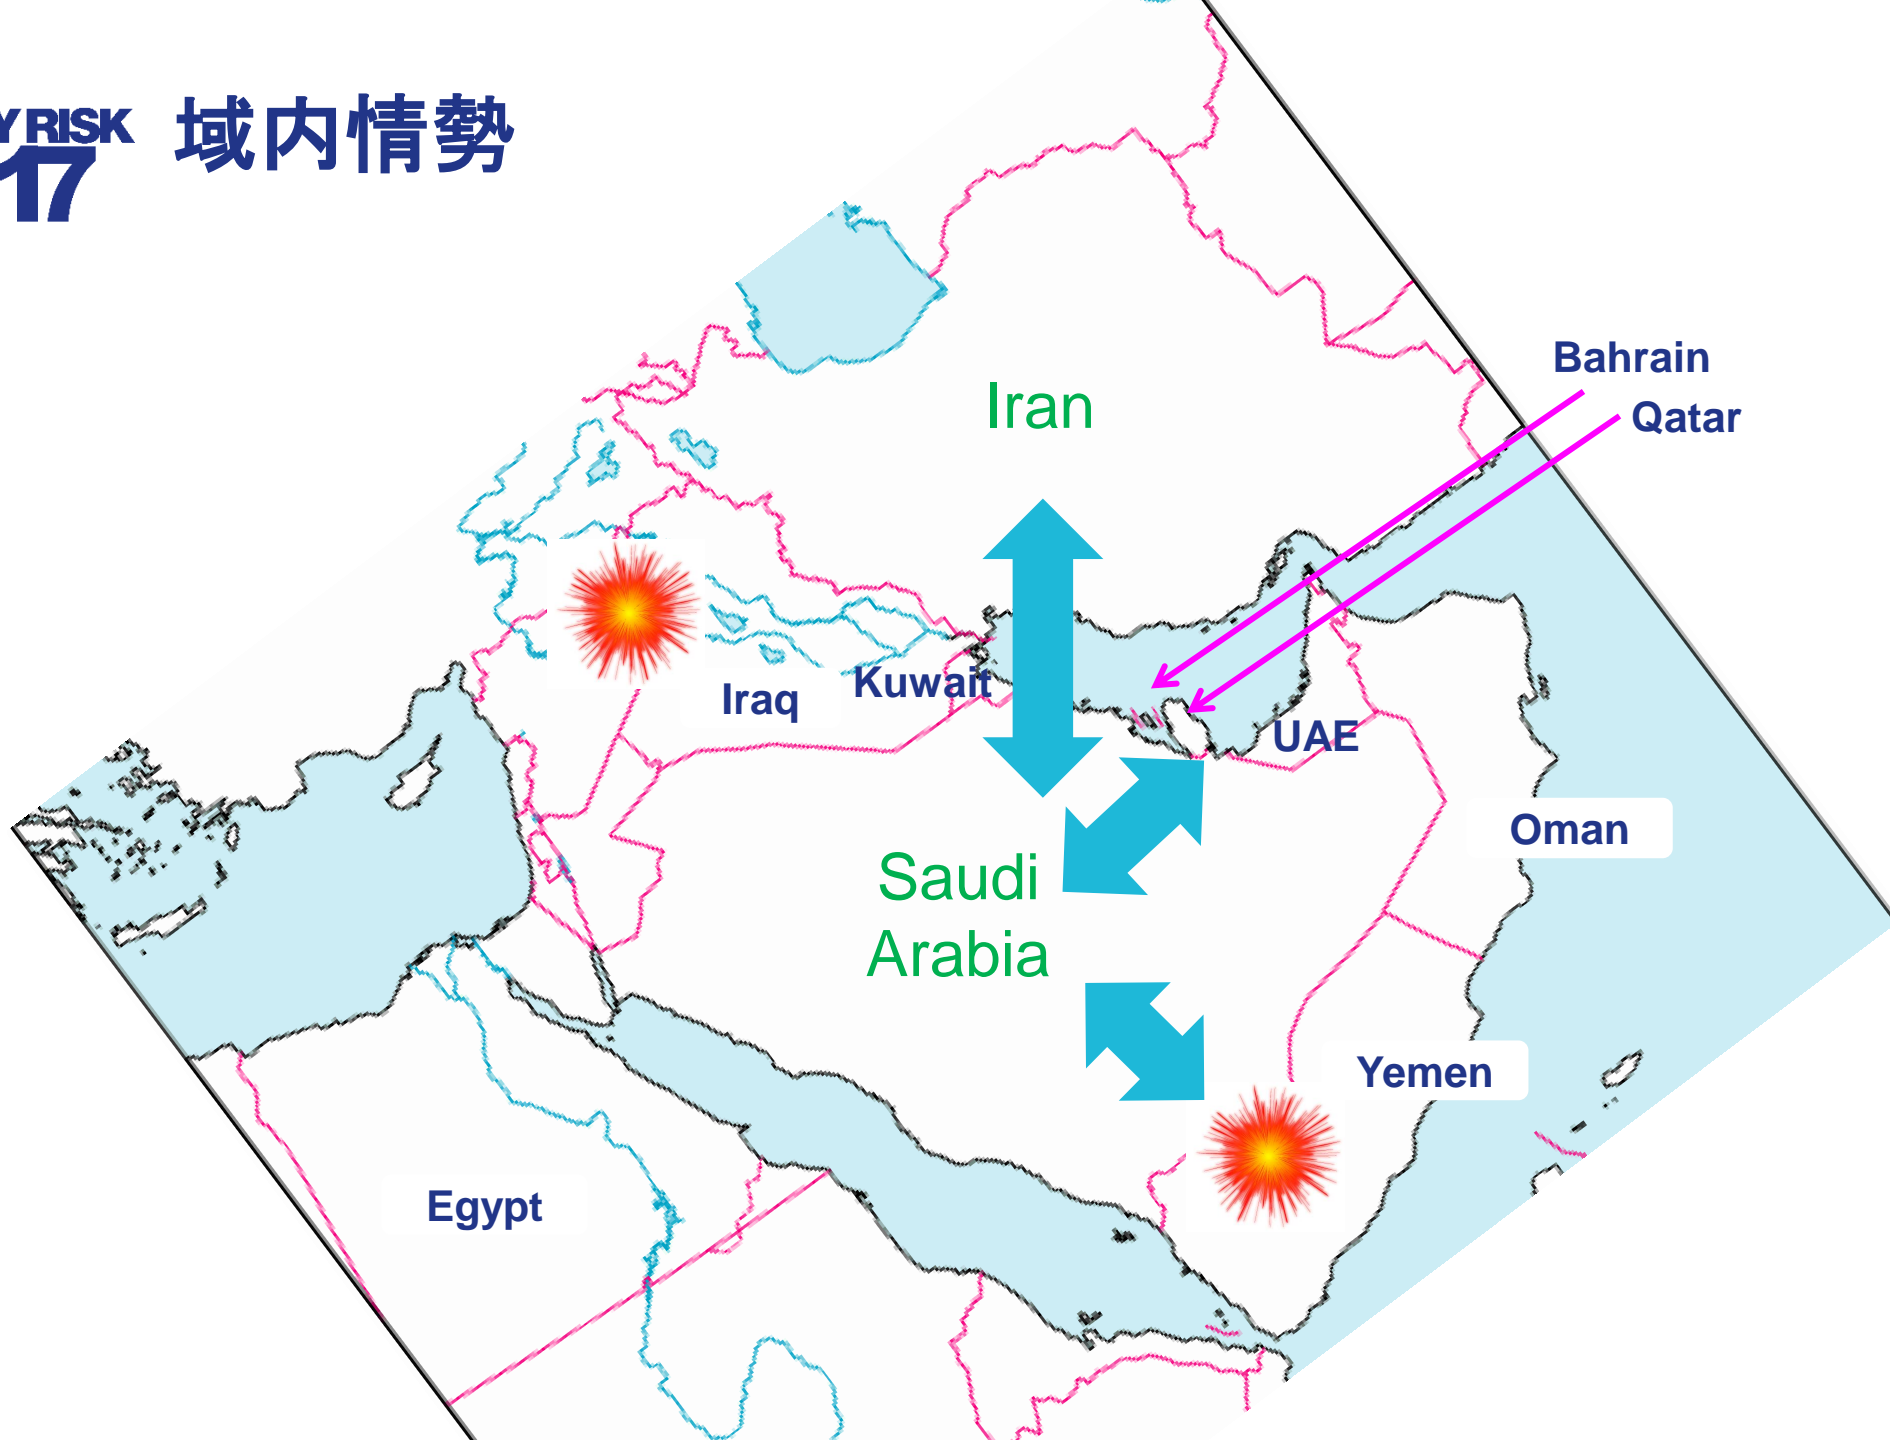 Y RISK
17
域内情勢
Bahrain
Qatar
Iran
Iraq
Kuwait
UAE
Oman
Saudi
Arabia
Yemen
Egypt